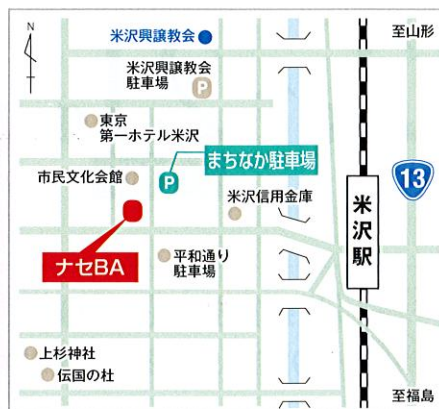 N
米沢興譲教会
至山形
米沢興譲教会
駐車場
P
東京
第一ホテル米沢
まちなか駐車場
P
13
市民文化会館
米沢信用金庫
米沢駅
ナセBA
平和通り
駐車場
上杉神社
伝国の杜
至福島